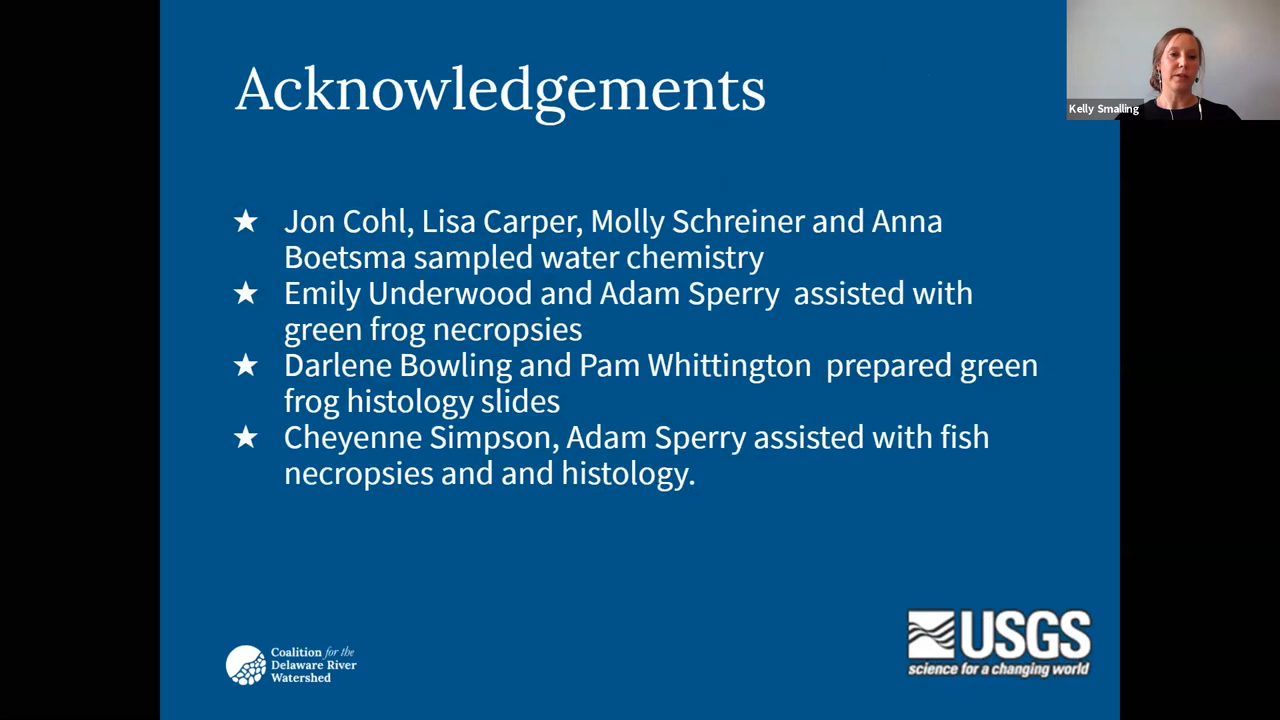 Acknowledgements
Kelly Smalling
★ Jon Cohl, Lisa Carper, Molly Schreiner and Anna
Boetsma sampled water chemistry
★ Emily Underwood and Adam Sperry  assisted with
green frog necropsies
★ Darlene Bowling and Pam Whittington  prepared green
frog histology slides
★ Cheyenne Simpson, Adam Sperry assisted with fish
necropsies and and histology.
Coalition for the
Delaware River
Watershed
USGS
science for a changing world